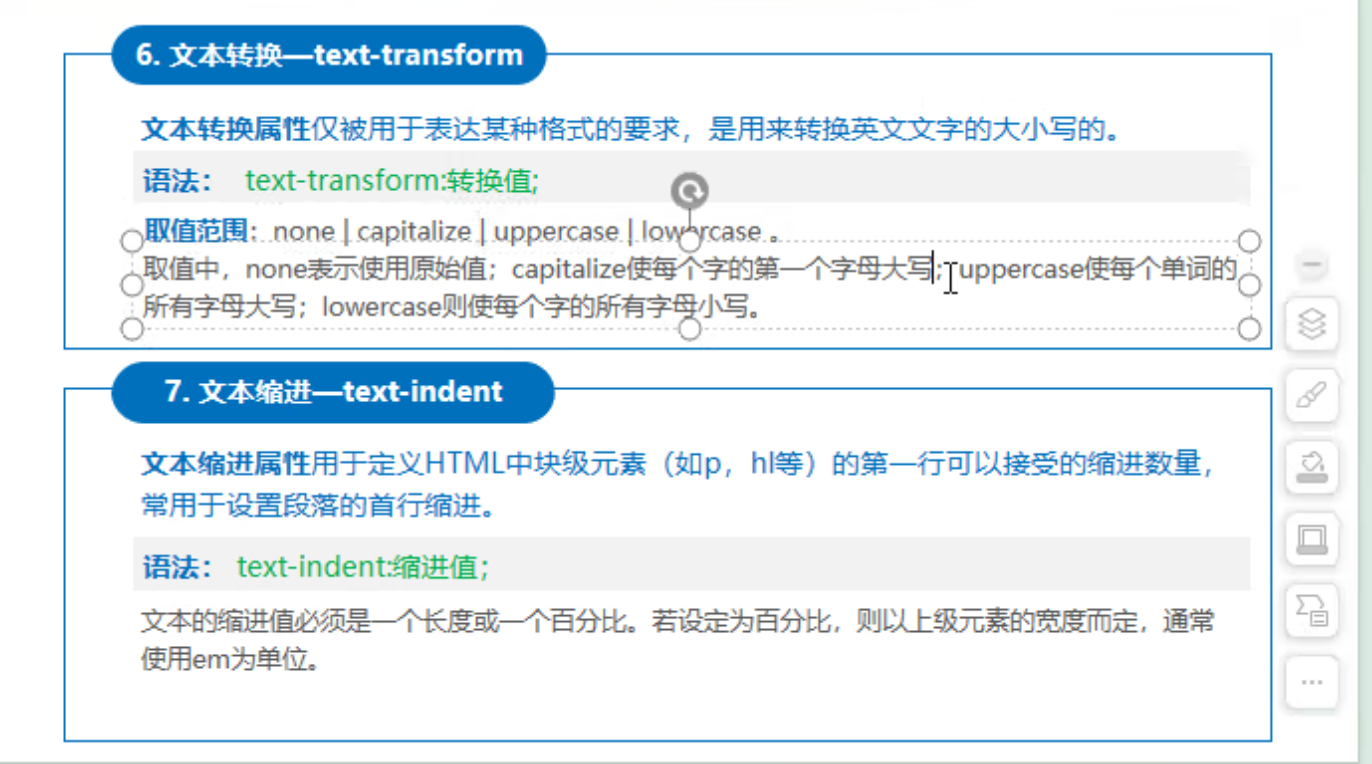 6. 文本转换—text-transform
文本转换属性仅被用于表达某种格式的要求，是用来转换英文文字的大小写的。
语法： text-transform:转换值;
取值范围：none | capitalize | uppercase | lowercase 。
取值中，none表示使用原始值；capitalize使每个字的第一个字母大写；uppercase使每个单词的
所有字母大写；lowercase则使每个字的所有字母小写。
7. 文本缩进—text-indent
文本缩进属性用于定义HTML中块级元素（如p，hl等）的第一行可以接受的缩进数量，
常用于设置段落的首行缩进。
语法： text-indent:缩进值;
文本的缩进值必须是一个长度或一个百分比。若设定为百分比，则以上级元素的宽度而定，通常
使用em为单位。